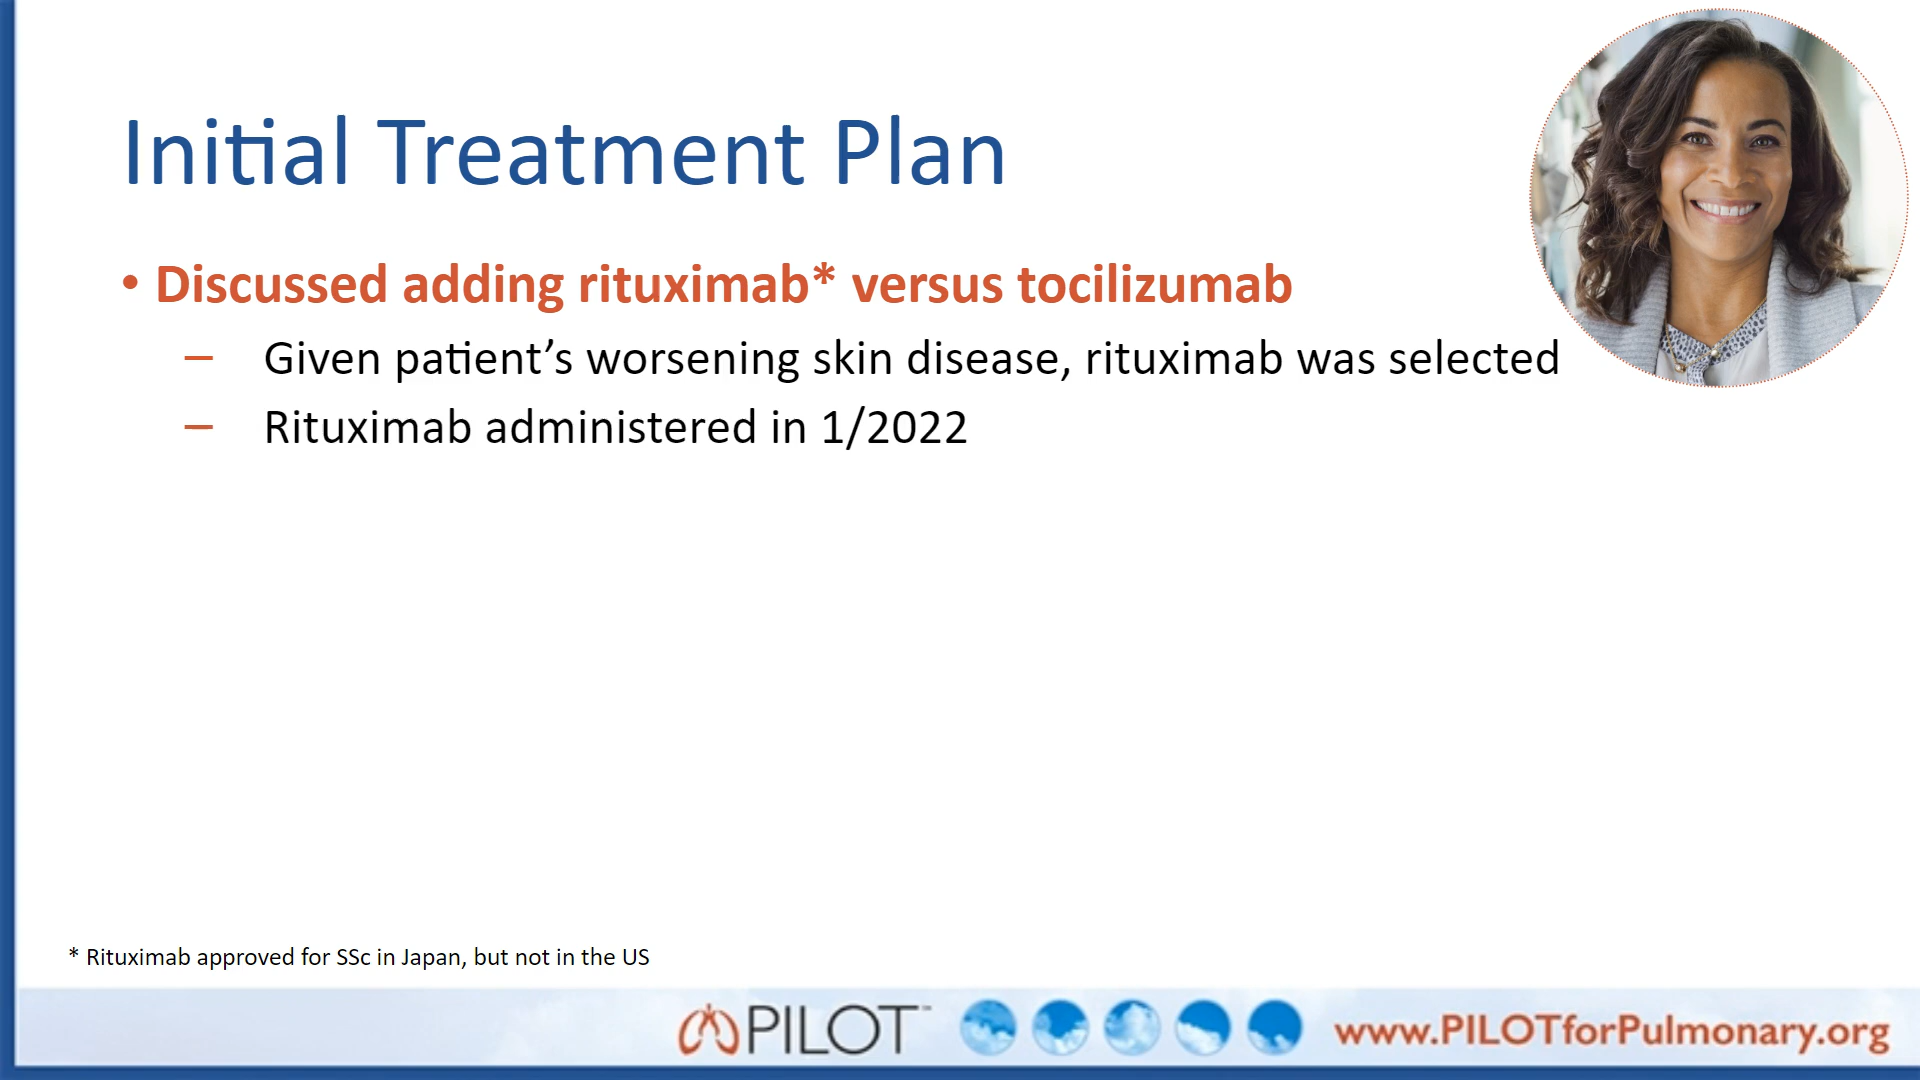 Initial Treatment Plan
• Discussed adding rituximab* versus tocilizumab
– Given patient’s worsening skin disease, rituximab was selected
– Rituximab administered in 1/2022
* Rituximab approved for SSc in Japan, but not in the US
PILOT™ www.PILOTforPulmonary.org